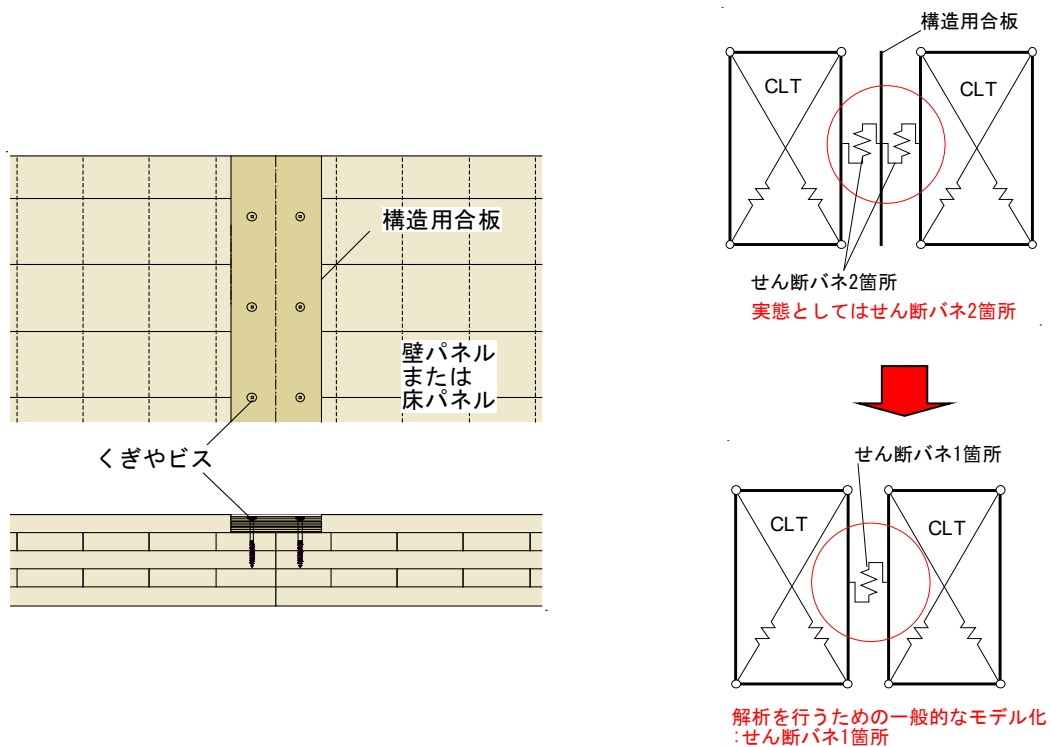 構造用合板
壁パネル
または
床パネル
くぎやビス
構造用合板
CLT
CLT
せん断バネ2箇所
実態としてはせん断バネ2箇所
せん断バネ1箇所
CLT
CLT
解析を行うための一般的なモデル化
:せん断バネ1箇所